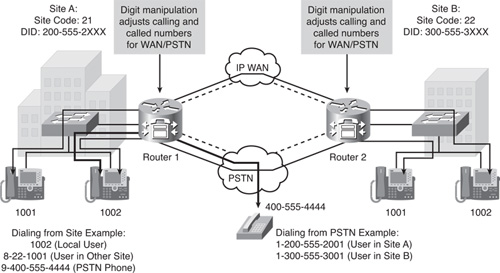 Site A:
Site Code: 21
DID: 200-555-2XXX
Digit manipulation
adjusts calling and
called numbers
for WAN/PSTN
Digit manipulation
adjusts calling and
called numbers
for WAN/PSTN
Site B:
Site Code: 22
DID: 300-555-3XXX
IP WAN
Router 1
Router 2
PSTN
1001
1002
400-555-4444
1001
1002
Dialing from Site Example:
1002 (Local User)
8-22-1001 (User in Other Site)
9-400-555-4444 (PSTN Phone)
Dialing from PSTN Example:
1-200-555-2001 (User in Site A)
1-300-555-3001 (User in Site B)